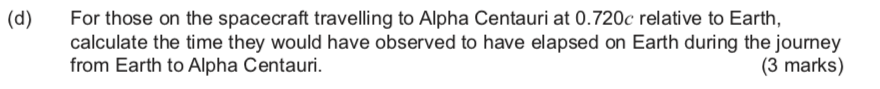 (d) For those on the spacecraft travelling to Alpha Centauri at 0.720c relative to Earth,
calculate the time they would have observed to have elapsed on Earth during the journey
from Earth to Alpha Centauri. (3 marks)